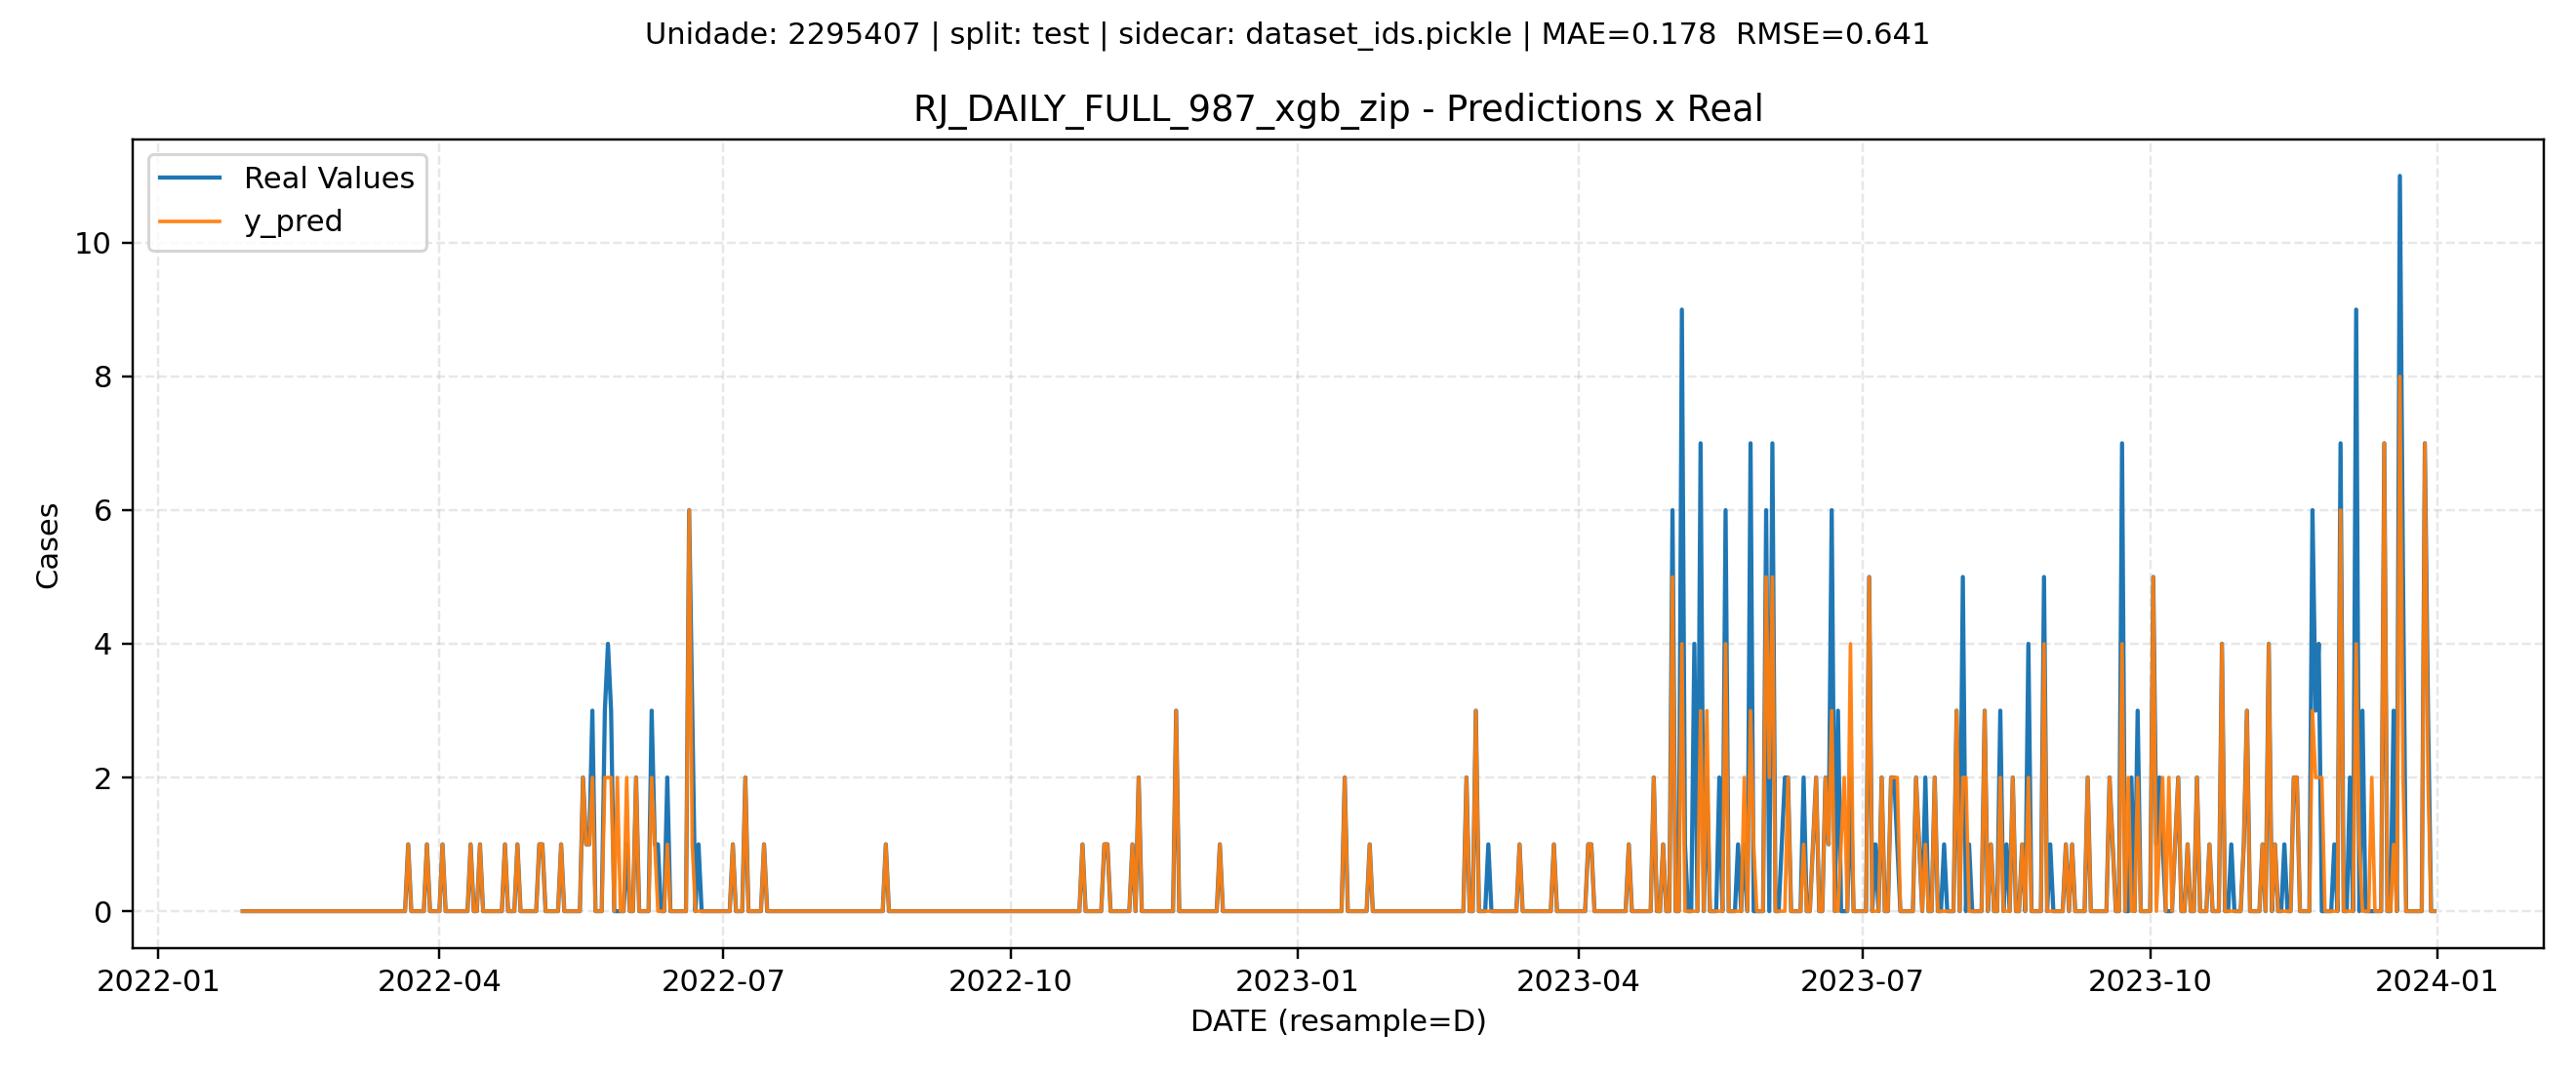 Unidade: 2295407 | split: test | sidecar: dataset_ids.pickle | MAE=0.178  RMSE=0.641
RJ_DAILY_FULL_987_xgb_zip - Predictions x Real
Real Values
y_pred
10
8
6
4
2
0
Cases
2022-01 2022-04 2022-07 2022-10 2023-01 2023-04 2023-07 2023-10 2024-01
DATE (resample=D)